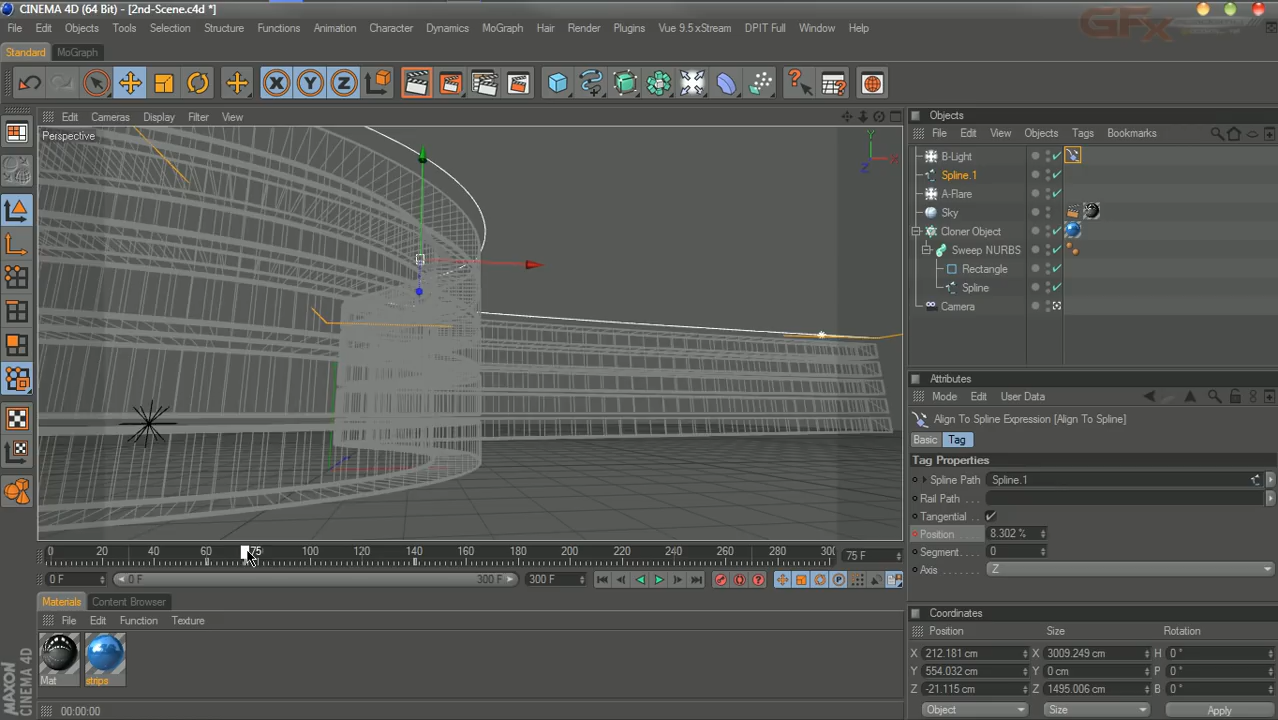 CINEMA 4D (64 Bit) - [2nd-Scene.c4d *]
GFx
File Edit Objects Tools Selection Structure Functions Animation Character Dynamics MoGraph Hair Render Plugins Vue 9.5xStream DPIT Full Window Help
Standard MoGraph
Edit Cameras Display Filter View
Perspective
Y
X
Z
Objects
File Edit View Objects Tags Bookmarks
B-Light
Spline.1
A-Flare
Sky
Cloner Object
Sweep NURBS
Rectangle
Spline
Camera
Attributes
Mode Edit User Data
Align To Spline Expression [Align To Spline]
Basic Tag
Tag Properties
Spline Path Spline.1
Rail Path . . .
Tangential . .
Position 8.302 %
Segment. . . 0
Axis. . . . . . Z
0 20 40 60 75 100 120 140 160 180 200 220 240 260 280 300 75 F
0 F 0 F 300 F 300 F
Materials Content Browser
File Edit Function Texture
Mat strips
Coordinates
Position Size Rotation
X 212.181 cm X 3009.249 cm H 0 °
Y 554.032 cm Y 0 cm P 0 °
Z -21.115 cm Z 1495.006 cm B 0 °
Object Size Apply
MAXON
CINEMA 4D
00:00:00